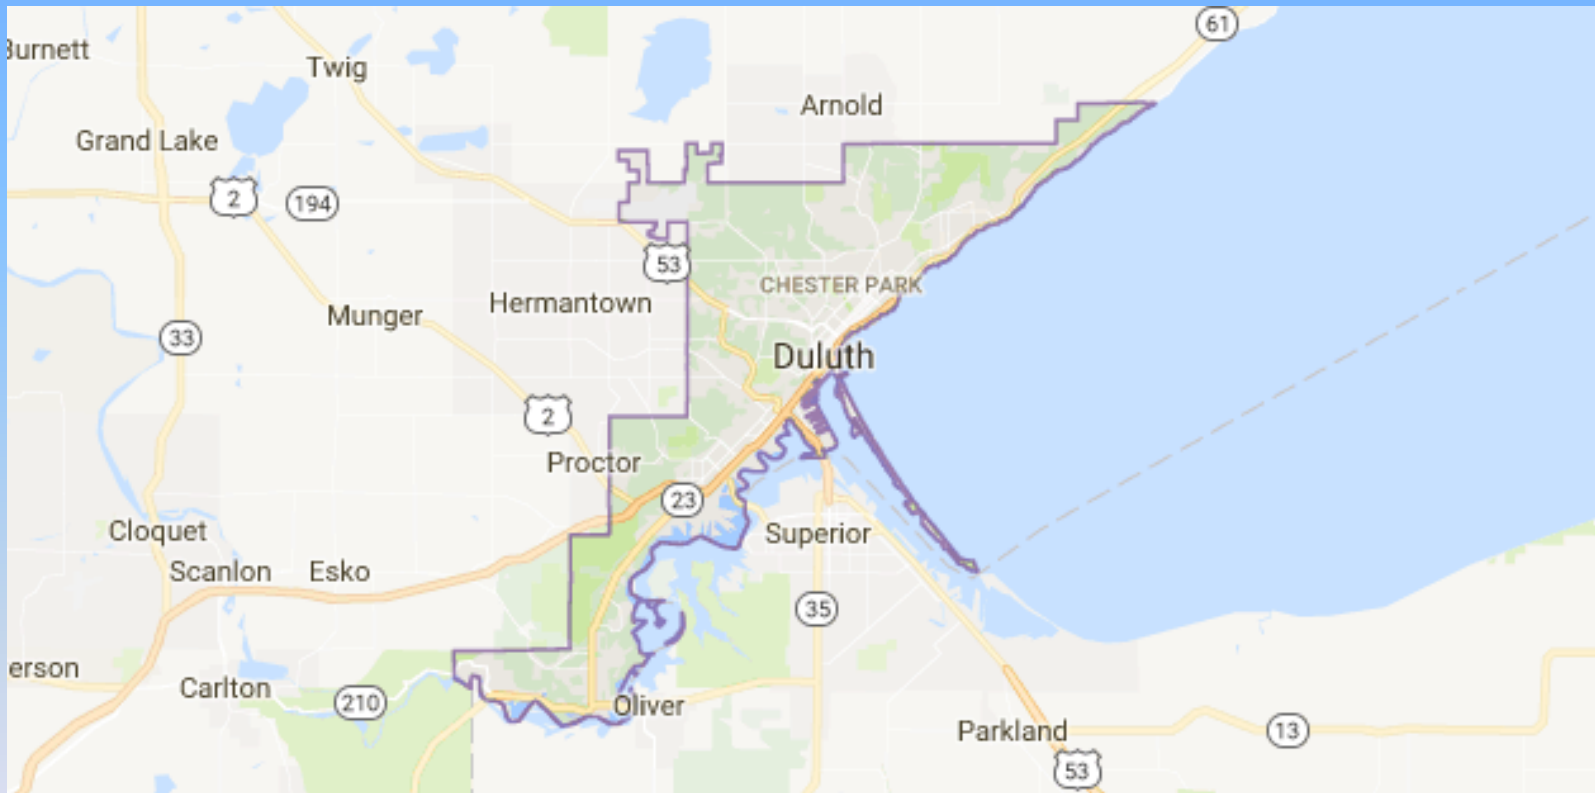 61
Burnett
Twig
Arnold
Grand Lake
2
194
53
CHESTER PARK
Hermantown
Munger
33
Duluth
2
Proctor
23
Cloquet
Superior
Scanlon
Esko
35
erson
Carlton
210
Oliver
Parkland
13
53